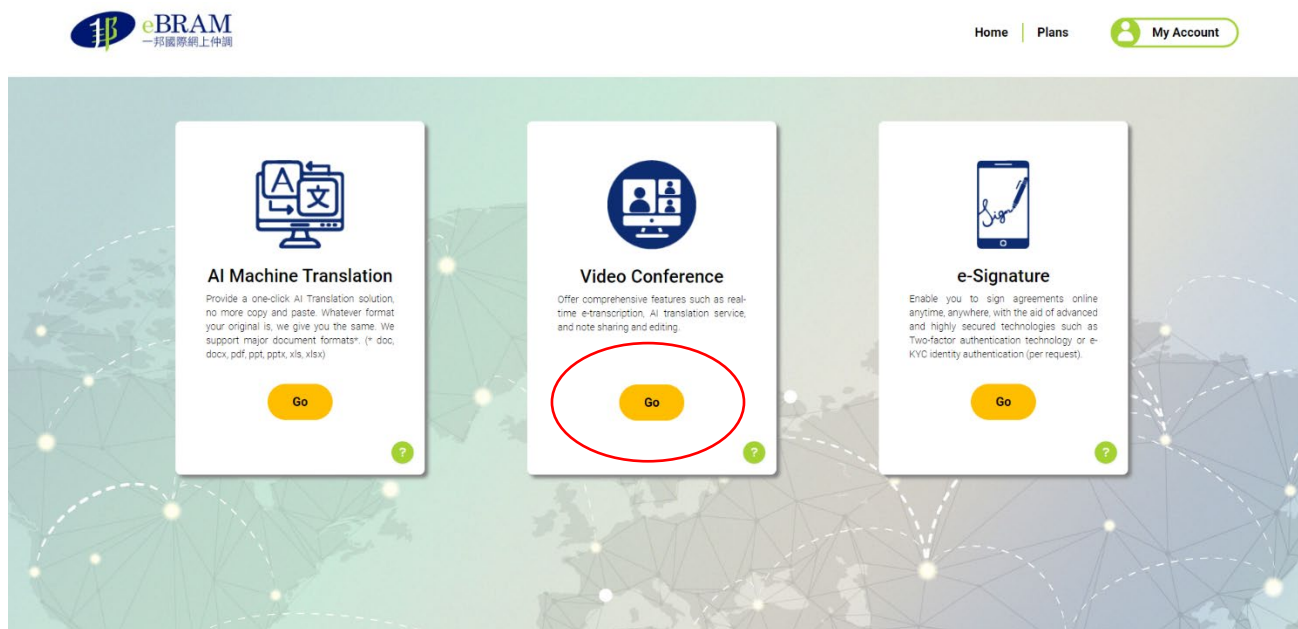 邦 eBRAM
一邦國際網上仲調
Home Plans My Account
A
文
AI Machine Translation
Provide a one-click AI Translation solution,
no more copy and paste. Whatever format
your original is, we give you the same. We
support major document formats*. (* doc,
docx, pdf, ppt, pptx, xls, xlsx)
Go
?
Video Conference
Offer comprehensive features such as real-
time e-transcription, AI translation service,
and note sharing and editing.
Go
?
Sign
e-Signature
Enable you to sign agreements online
anytime, anywhere, with the aid of advanced
and highly secured technologies such as
Two-factor authentication technology or e-
KYC identity authentication (per request).
Go
?